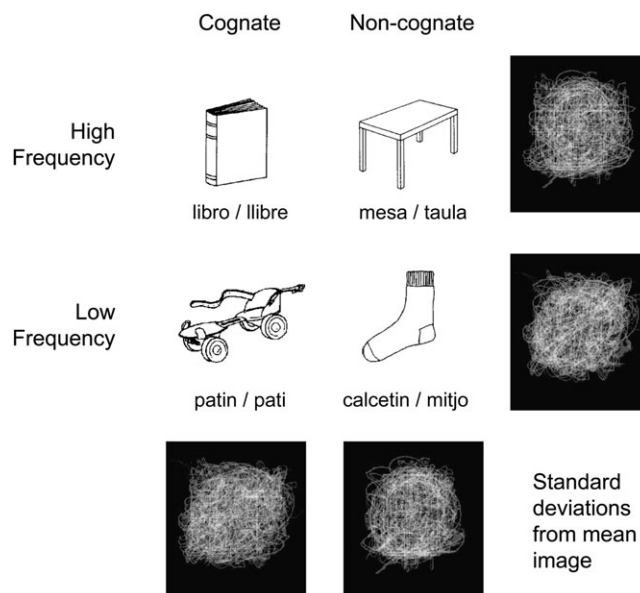 Cognate Non-cognate
High
Frequency
libro / llibre mesa / taula
Low
Frequency
patin / pati calcetin / mitjo
Standard
deviations
from mean
image